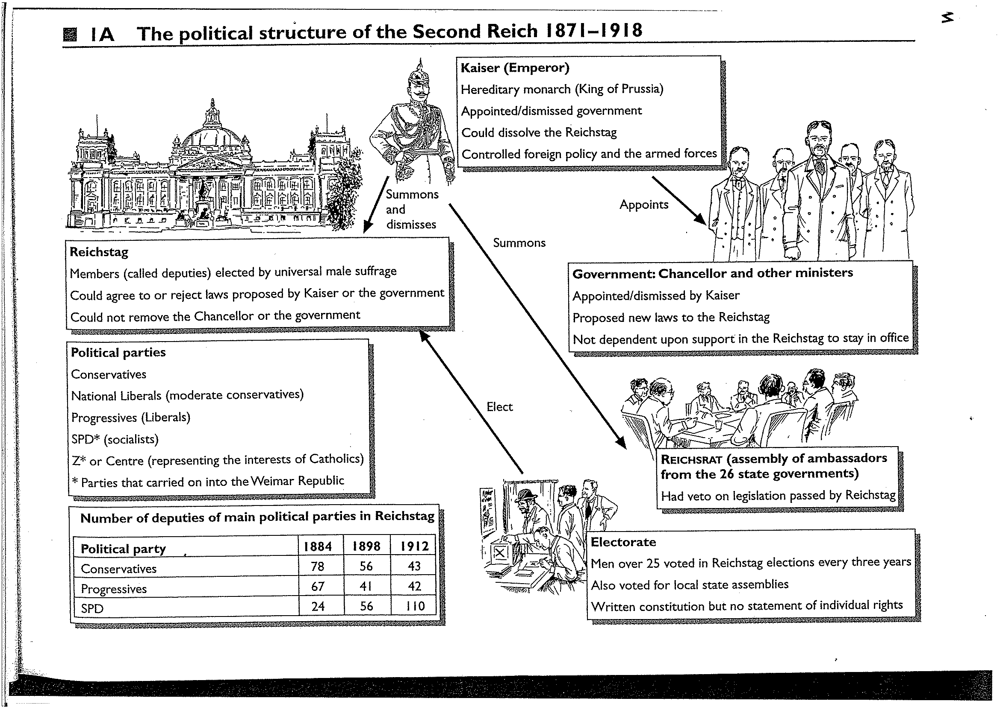 1A The political structure of the Second Reich 1871–1918
Kaiser (Emperor)
Hereditary monarch (King of Prussia)
Appointed/dismissed government
Could dissolve the Reichstag
Controlled foreign policy and the armed forces
Summons
and
dismisses
Appoints
Summons
Reichstag
Members (called deputies) elected by universal male suffrage
Could agree to or reject laws proposed by Kaiser or the government
Could not remove the Chancellor or the government
Government: Chancellor and other ministers
Appointed/dismissed by Kaiser
Proposed new laws to the Reichstag
Not dependent upon support in the Reichstag to stay in office
Political parties
Conservatives
National Liberals (moderate conservatives)
Progressives (Liberals)
SPD* (socialists)
Z* or Centre (representing the interests of Catholics)
* Parties that carried on into the Weimar Republic
Elect
REICHSRAT (assembly of ambassadors
from the 26 state governments)
Had veto on legislation passed by Reichstag
Number of deputies of main political parties in Reichstag
Political party 1884 1898 1912
Conservatives 78 56 43
Progressives 67 41 42
SPD 24 56 110
Electorate
Men over 25 voted in Reichstag elections every three years
Also voted for local state assemblies
Written constitution but no statement of individual rights